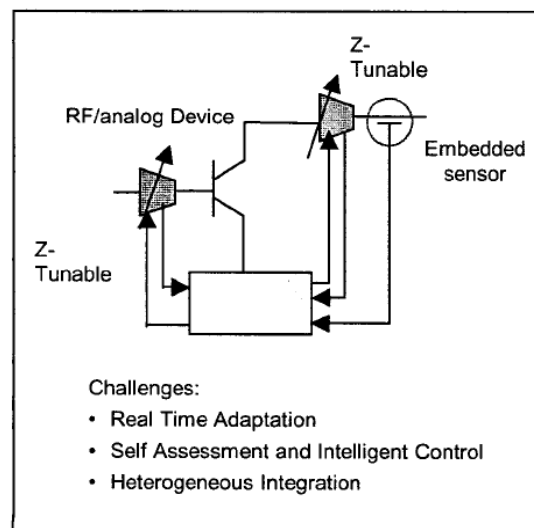 Z-
Tunable
RF/analog Device
Embedded
sensor
Z-
Tunable
Challenges:
• Real Time Adaptation
• Self Assessment and Intelligent Control
• Heterogeneous Integration